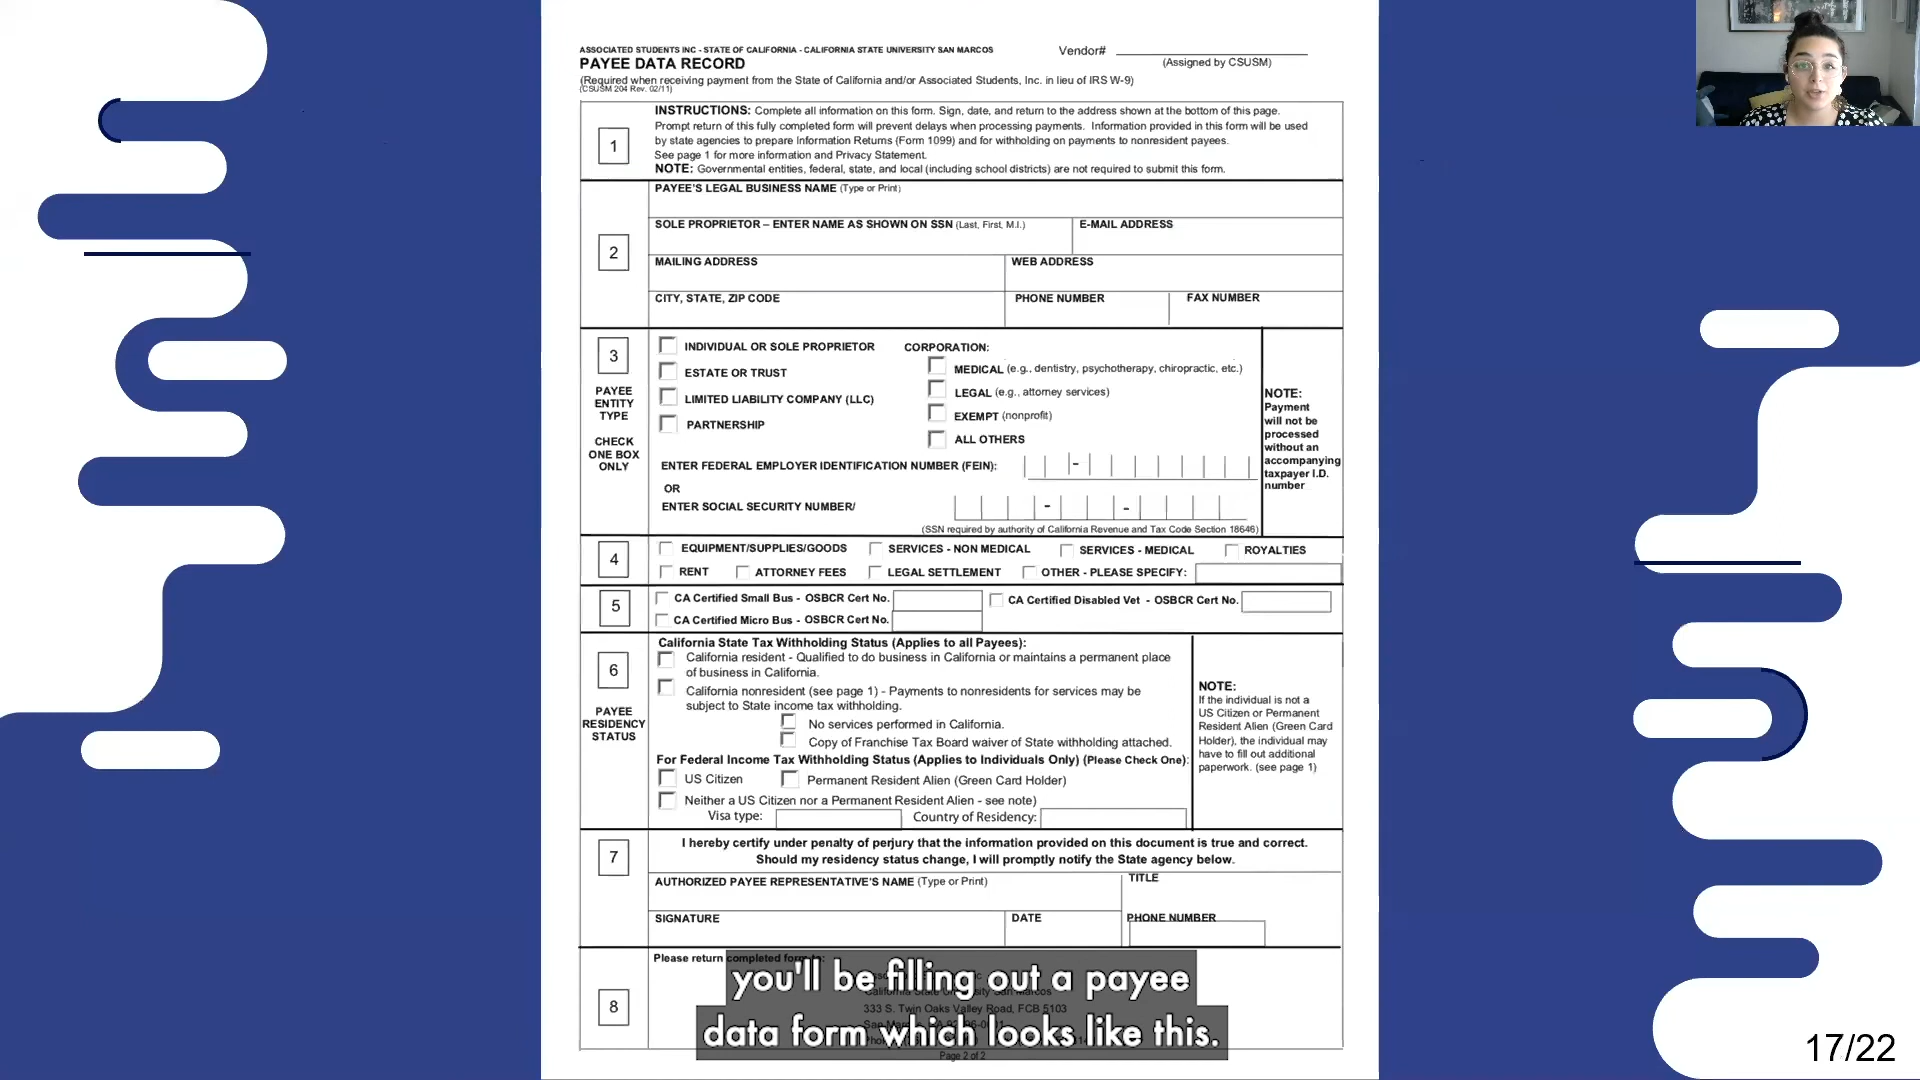 ASSOCIATED STUDENTS INC - STATE OF CALIFORNIA - CALIFORNIA STATE UNIVERSITY SAN MARCOS
PAYEE DATA RECORD
(Required when receiving payment from the State of California and/or Associated Students, Inc. in lieu of IRS W-9)
(CSUSM 204 Rev. 02/11)
Vendor#
(Assigned by CSUSM)
1
INSTRUCTIONS: Complete all information on this form. Sign, date, and return to the address shown at the bottom of this page.
Prompt return of this fully completed form will prevent delays when processing payments. Information provided in this form will be used
by state agencies to prepare Information Returns (Form 1099) and for withholding on payments to nonresident payees.
See page 1 for more information and Privacy Statement.
NOTE: Governmental entities, federal, state, and local (including school districts) are not required to submit this form.
2
PAYEE'S LEGAL BUSINESS NAME (Type or Print)
SOLE PROPRIETOR – ENTER NAME AS SHOWN ON SSN (Last, First, M.I.)
E-MAIL ADDRESS
MAILING ADDRESS
WEB ADDRESS
CITY, STATE, ZIP CODE
PHONE NUMBER
FAX NUMBER
3
PAYEE
ENTITY
TYPE
CHECK
ONE BOX
ONLY
INDIVIDUAL OR SOLE PROPRIETOR
ESTATE OR TRUST
LIMITED LIABILITY COMPANY (LLC)
PARTNERSHIP
CORPORATION:
MEDICAL (e.g., dentistry, psychotherapy, chiropractic, etc.)
LEGAL (e.g., attorney services)
EXEMPT (nonprofit)
ALL OTHERS
ENTER FEDERAL EMPLOYER IDENTIFICATION NUMBER (FEIN): -
OR
ENTER SOCIAL SECURITY NUMBER/ - -
(SSN required by authority of California Revenue and Tax Code Section 18646)
NOTE:
Payment
will not be
processed
without an
accompanying
taxpayer I.D.
number
4
EQUIPMENT/SUPPLIES/GOODS SERVICES - NON MEDICAL SERVICES - MEDICAL ROYALTIES
RENT ATTORNEY FEES LEGAL SETTLEMENT OTHER - PLEASE SPECIFY:
5
CA Certified Small Bus - OSBCR Cert No. CA Certified Disabled Vet - OSBCR Cert No.
CA Certified Micro Bus - OSBCR Cert No.
6
PAYEE
RESIDENCY
STATUS
California State Tax Withholding Status (Applies to all Payees):
California resident - Qualified to do business in California or maintains a permanent place
of business in California.
California nonresident (see page 1) - Payments to nonresidents for services may be
subject to State income tax withholding.
No services performed in California.
Copy of Franchise Tax Board waiver of State withholding attached.
For Federal Income Tax Withholding Status (Applies to Individuals Only) (Please Check One):
US Citizen Permanent Resident Alien (Green Card Holder)
Neither a US Citizen nor a Permanent Resident Alien - see note)
Visa type: Country of Residency:
NOTE:
If the individual is not a
US Citizen or Permanent
Resident Alien (Green Card
Holder), the individual may
have to fill out additional
paperwork. (see page 1)
7
I hereby certify under penalty of perjury that the information provided on this document is true and correct.
Should my residency status change, I will promptly notify the State agency below.
AUTHORIZED PAYEE REPRESENTATIVE'S NAME (Type or Print)
TITLE
SIGNATURE
DATE
PHONE NUMBER
8
Please return completed form to:
California State University San Marcos
333 S. Twin Oaks Valley Road, FCB 5103
Page 2 of 2
you'll be filling out a payee
data form which looks like this.
17/22